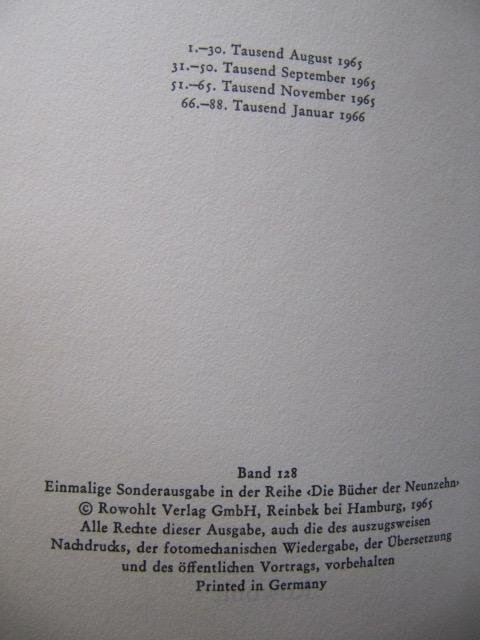 1.–30. Tausend August 1965
31.–50. Tausend September 1965
51.–65. Tausend November 1965
66.–88. Tausend Januar 1966
Band 128
Einmalige Sonderausgabe in der Reihe ‹Die Bücher der Neunzehn›
© Rowohlt Verlag GmbH, Reinbek bei Hamburg, 1965
Alle Rechte dieser Ausgabe, auch die des auszugsweisen
Nachdrucks, der fotomechanischen Wiedergabe, der Übersetzung
und des öffentlichen Vortrags, vorbehalten
Printed in Germany